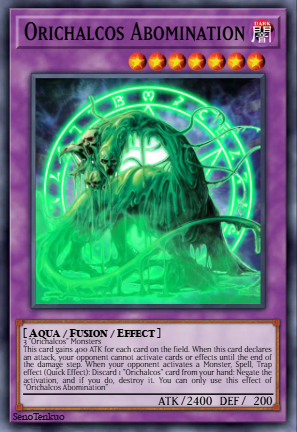 Orichalcos Abomination
DARK
闇
[ Aqua / Fusion / Effect ]
3 "Orichalcos" Monsters
This card gains 400 ATK for each card on the field. When this card declares
an attack, your opponent cannot activate cards or effects until the end of
the damage step. When your opponent activates a Monster, Spell, Trap
effect (Quick Effect): Discard 1 "Orichalcos" card from your hand: Negate
the activation, and if you do, destroy it. You can only use this effect of
"Orichalcos Abomination"
ATK / 2400 DEF / 200
SenoTenkuo